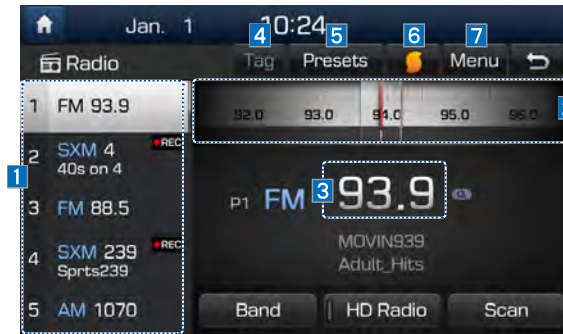 Jan. 1 10:24
4 5 6 7
Radio Tag Presets Menu
1 FM 93.9
92.0 93.0 94.0 95.0 96.0
2 SXM 4 REC
40s on 4
1
3 FM 88.5
P1 FM 3 93.9
MOVIN939
Adult_Hits
4 SXM 239 REC
Sprts239
5 AM 1070
Band HD Radio Scan